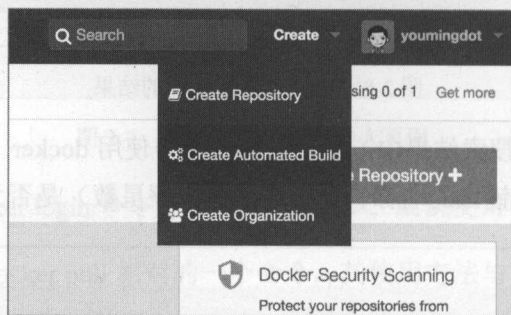 Search
Create
youmingdot
Create Repository
sing 0 of 1 Get more
Create Automated Build
Repository +
Create Organization
Docker Security Scanning
Protect your repositories from